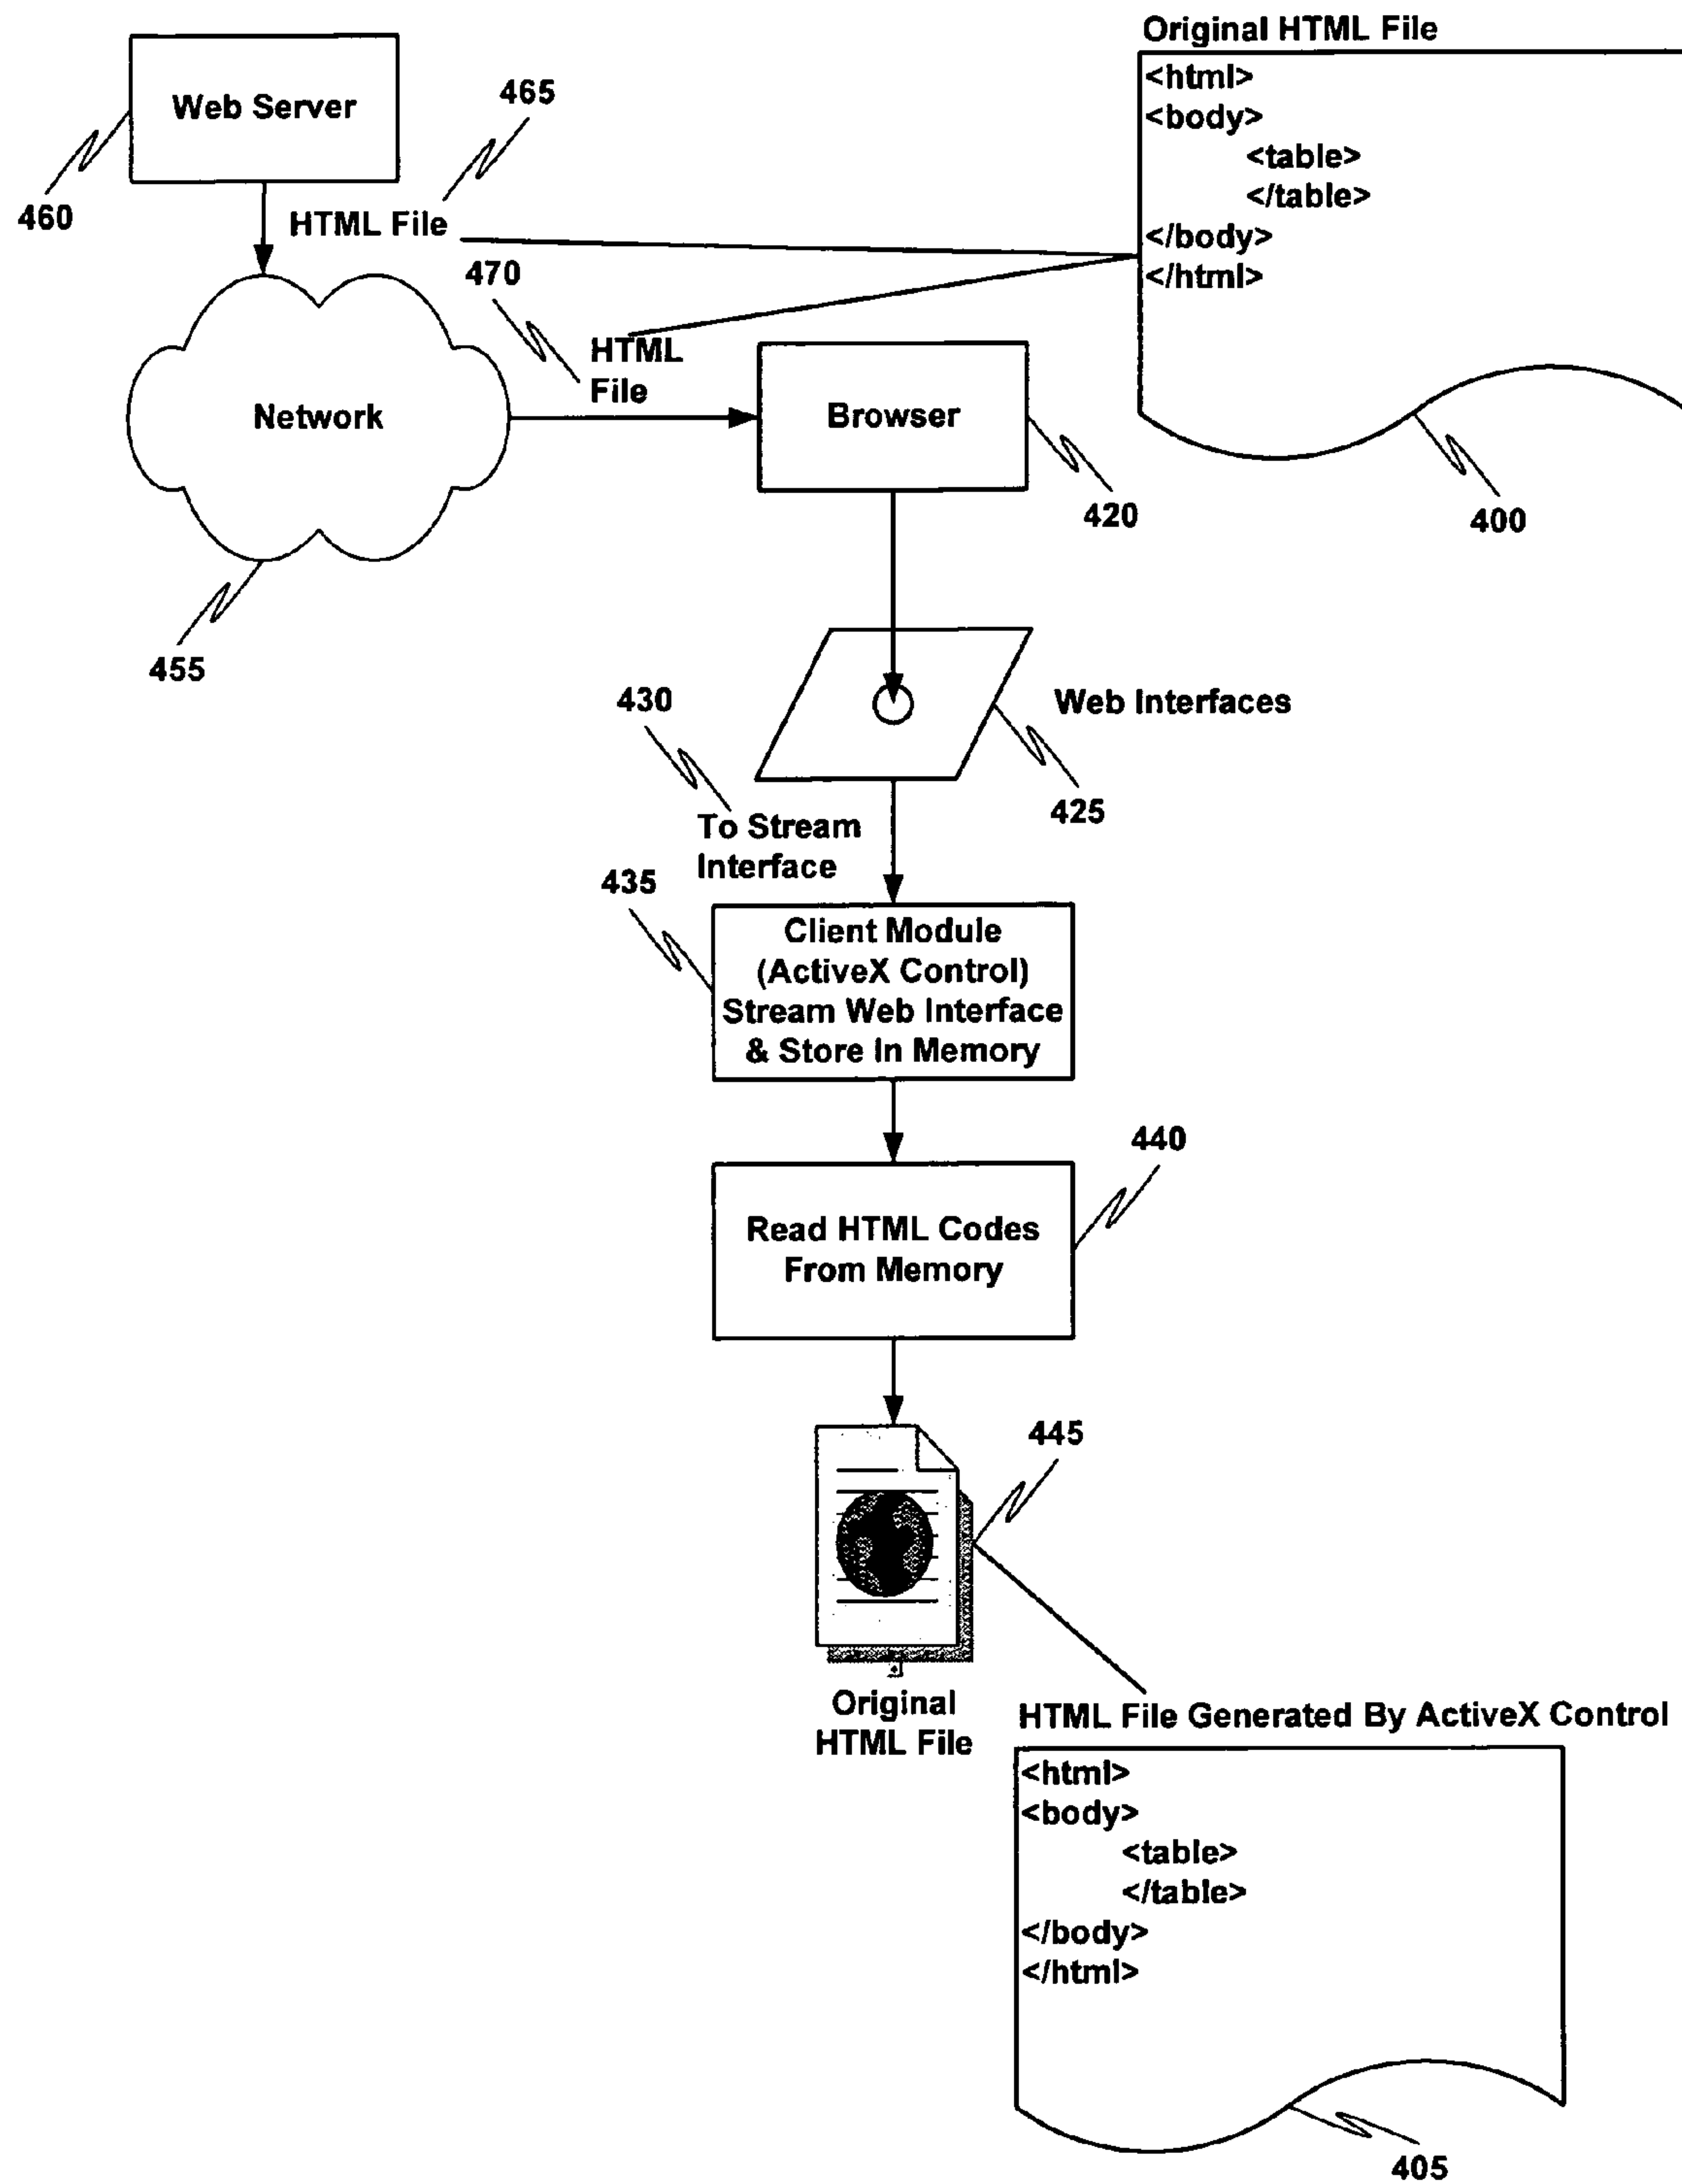 Original HTML File
<html>
<body>
<table>
</table>
</body>
</html>
400
Web Server
460
465
HTML File
470
HTML
File
Network
455
Browser
420
Web Interfaces
425
430
To Stream
Interface
435
Client Module
(ActiveX Control)
Stream Web Interface
& Store In Memory
440
Read HTML Codes
From Memory
445
Original
HTML File
HTML File Generated By ActiveX Control
<html>
<body>
<table>
</table>
</body>
</html>
405